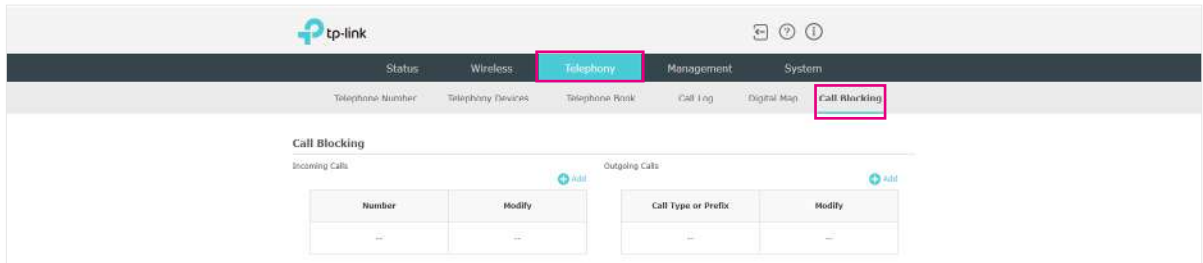 tp-link
Status Wireless Telephony Management System
Telephone Number Telephony Devices Telephone Book Call Log Digital Map Call Blocking
Call Blocking
Incoming Calls Outgoing Calls
Add Add
Number Modify Call Type or Prefix Modify
-- -- -- --